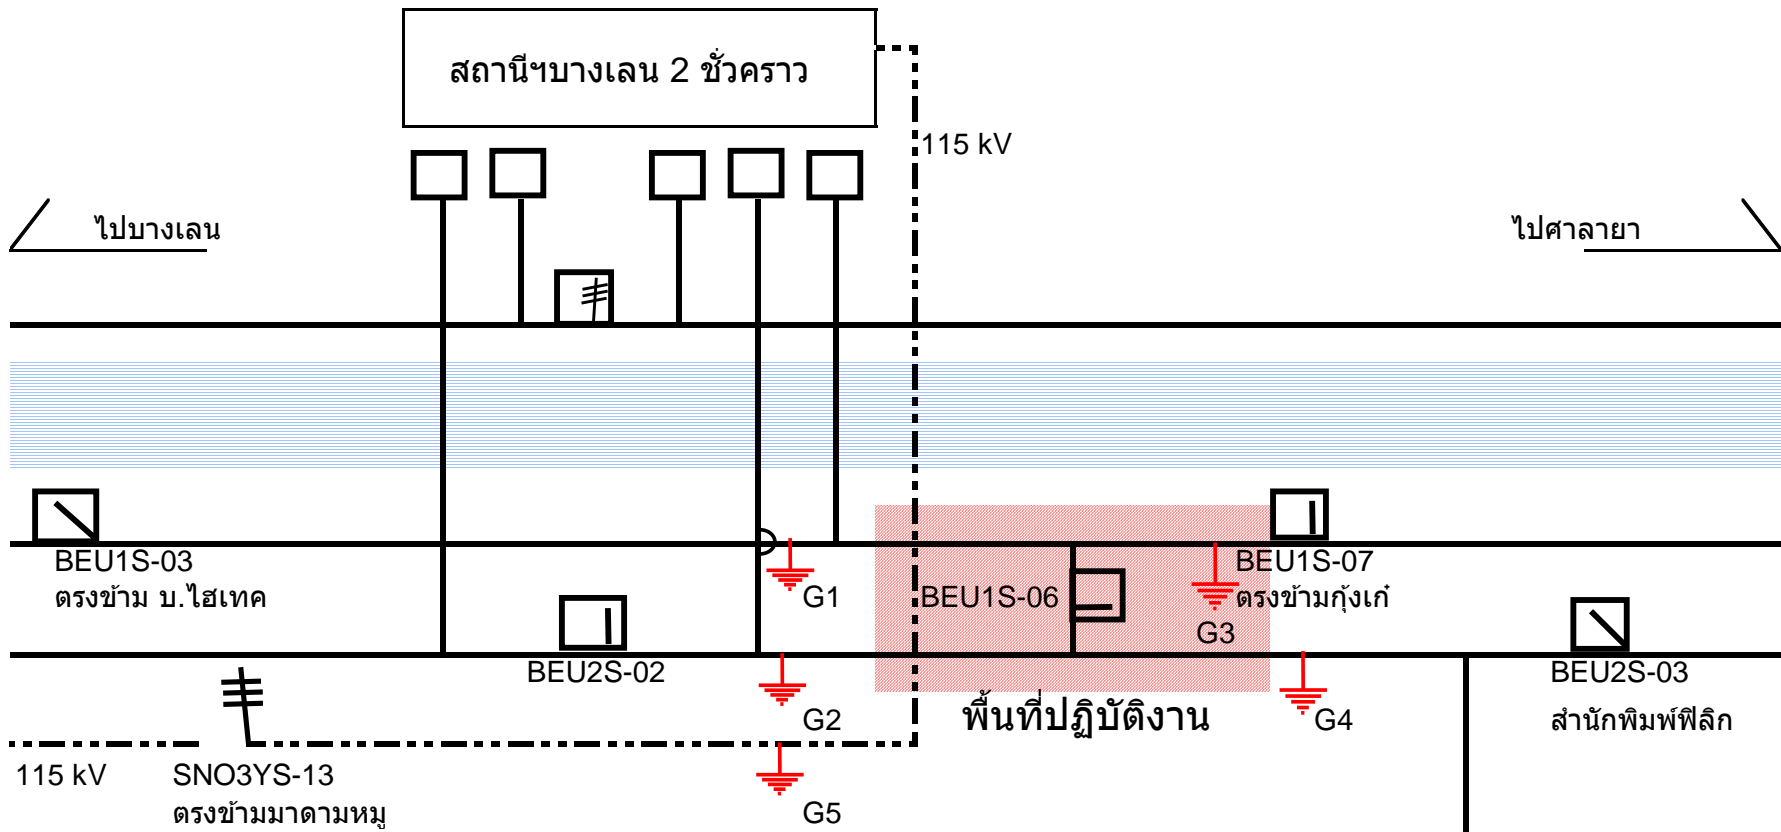 สถานีฯบางเลน 2 ชั่วคราว
115 kV
ไปบางเลน
ไปศาลายา
BEU1S-03
ตรงข้าม บ.ไฮเทค
G1
BEU1S-06
BEU1S-07
ตรงข้ามกุ้งเก๋
G3
BEU2S-02
BEU2S-03
G2
พื้นที่ปฏิบัติงาน
G4
สำนักพิมพ์ฟิลิก
115 kV
SNO3YS-13
ตรงข้ามมาดามหมู
G5